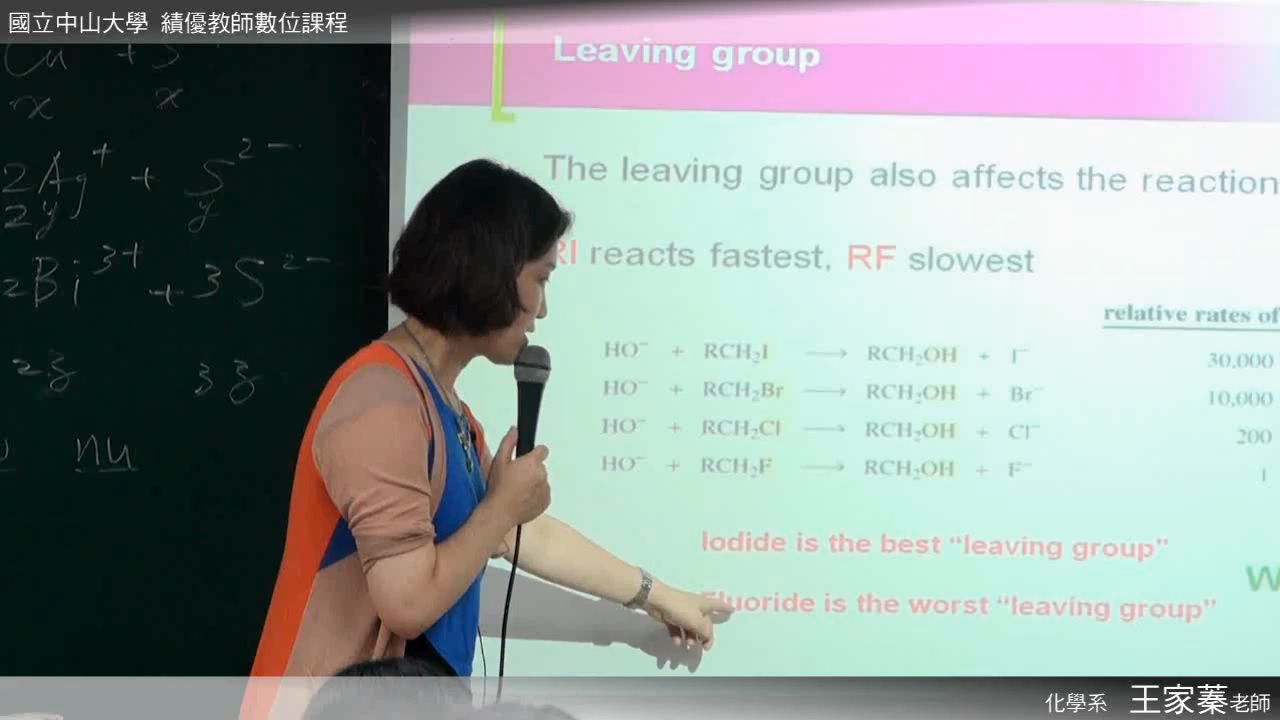 國立中山大學 績優教師數位課程
Cu + S
x x
2Ag⁺ + S²⁻
2y y
2Bi³⁺ + 3S²⁻
2z 3z
nu
Leaving group
The leaving group also affects the reaction
RI reacts fastest, RF slowest
relative rates of
HO⁻ + RCH₂I → RCH₂OH + I⁻ 30,000
HO⁻ + RCH₂Br → RCH₂OH + Br⁻ 10,000
HO⁻ + RCH₂Cl → RCH₂OH + Cl⁻ 200
HO⁻ + RCH₂F → RCH₂OH + F⁻ 1
Iodide is the best “leaving group”
W
Fluoride is the worst “leaving group”
化學系 王家蓁老師